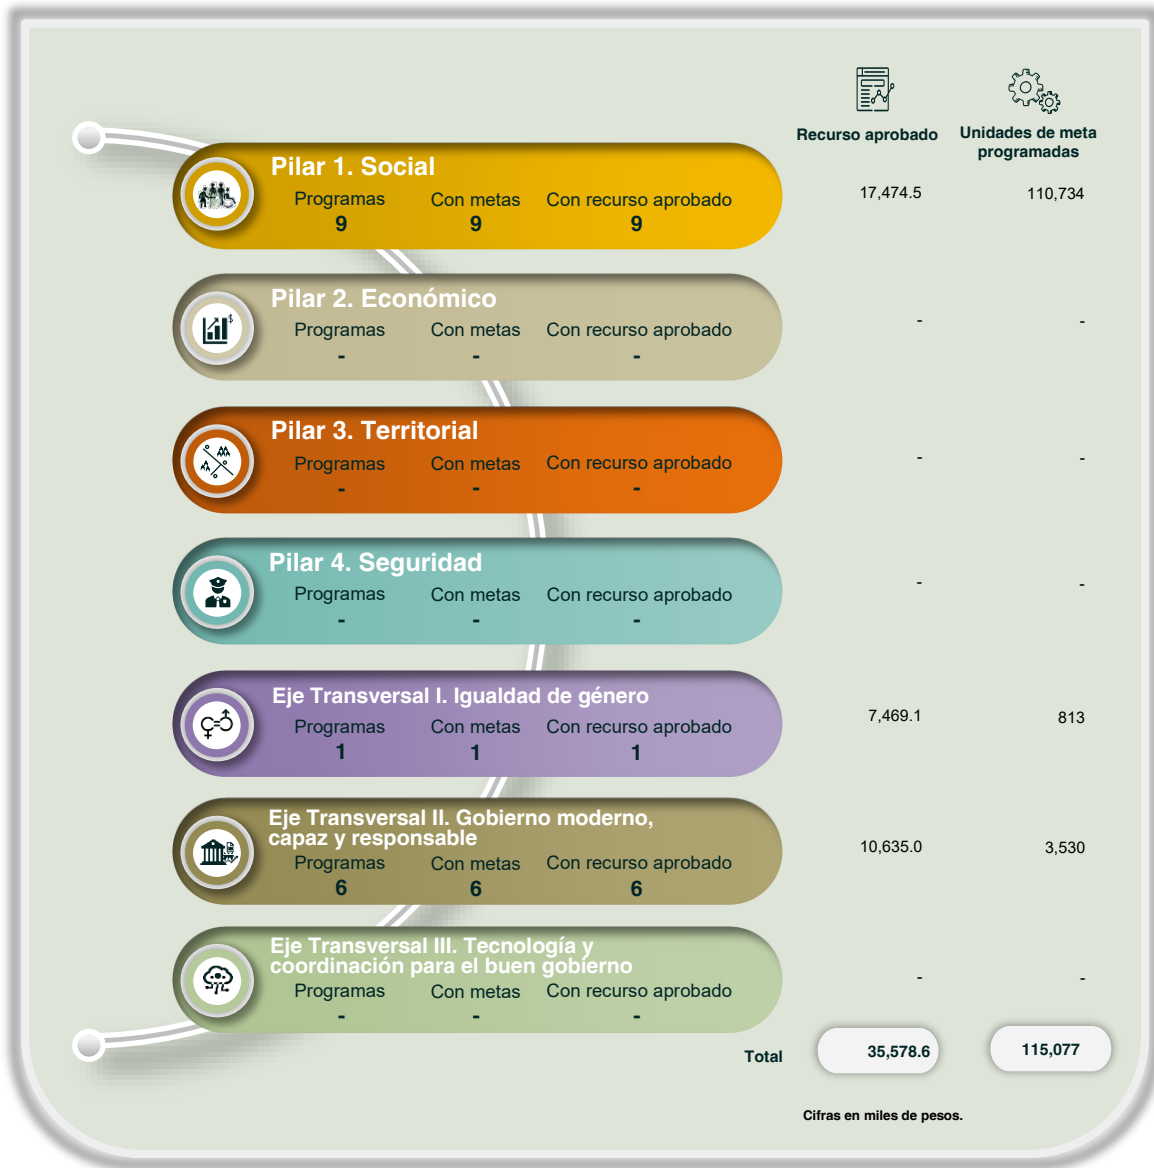 Recurso aprobado
Unidades de meta
programadas
Pilar 1. Social
Programas Con metas Con recurso aprobado
9 9 9
17,474.5 110,734
Pilar 2. Económico
Programas Con metas Con recurso aprobado
- - -
- -
Pilar 3. Territorial
Programas Con metas Con recurso aprobado
- - -
- -
Pilar 4. Seguridad
Programas Con metas Con recurso aprobado
- - -
- -
Eje Transversal I. Igualdad de género
Programas Con metas Con recurso aprobado
1 1 1
7,469.1 813
Eje Transversal II. Gobierno moderno,
capaz y responsable
Programas Con metas Con recurso aprobado
6 6 6
10,635.0 3,530
Eje Transversal III. Tecnología y
coordinación para el buen gobierno
Programas Con metas Con recurso aprobado
- - -
- -
Total 35,578.6 115,077
Cifras en miles de pesos.